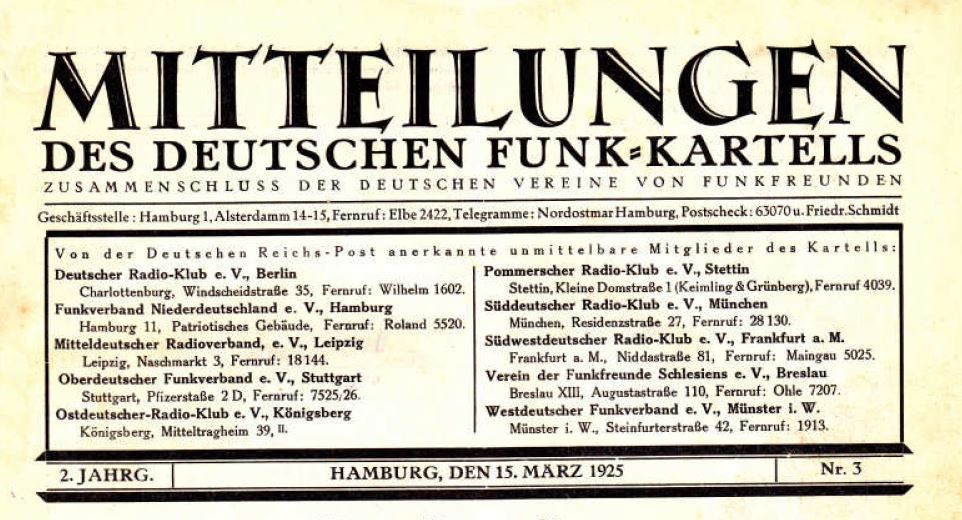 MITTEILUNGEN
DES DEUTSCHEN FUNK=KARTELLS
ZUSAMMENSCHLUSS DER DEUTSCHEN VEREINE VON FUNKFREUNDEN
Geschäftsstelle: Hamburg 1, Alsterdamm 14-15, Fernruf: Elbe 2422, Telegramme: Nordostmar Hamburg, Postscheck: 63070 u. Friedr. Schmidt
Von der Deutschen Reichs-Post anerkannte unmittelbare Mitglieder des Kartells:
Deutscher Radio-Klub e. V., Berlin
Charlottenburg, Windscheidstraße 35, Fernruf: Wilhelm 1602.
Funkverband Niederdeutschland e. V., Hamburg
Hamburg 11, Patriotisches Gebäude, Fernruf: Roland 5520.
Mitteldeutscher Radioverband, e. V., Leipzig
Leipzig, Naschmarkt 3, Fernruf: 18144.
Oberdeutscher Funkverband e. V., Stuttgart
Stuttgart, Pfizerstaße 2 D, Fernruf: 7525/26.
Ostdeutscher-Radio-Klub e. V., Königsberg
Königsberg, Mitteltragheim 39, II.
Pommerscher Radio-Klub e. V., Stettin
Stettin, Kleine Domstraße 1 (Keimling & Grünberg), Fernruf 4039.
Süddeutscher Radio-Klub e. V., München
München, Residenzstraße 27, Fernruf: 28130.
Südwestdeutscher Radio-Klub e. V., Frankfurt a. M.
Frankfurt a. M., Niddastraße 81, Fernruf: Maingau 5025.
Verein der Funkfreunde Schlesiens e. V., Breslau
Breslau XIII, Augustastraße 110, Fernruf: Ohle 7207.
Westdeutscher Funkverband e. V., Münster i. W.
Münster i. W., Steinfurterstraße 42, Fernruf: 1913.
2. JAHRG.
HAMBURG, DEN 15. MÄRZ 1925
Nr. 3